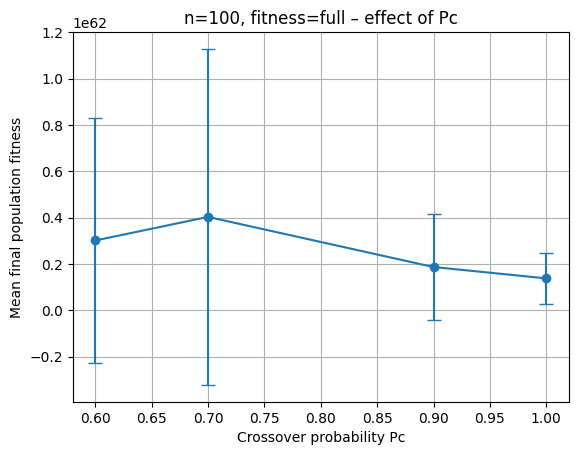 n=100, fitness=full – effect of Pc
1e62
1.2
1.0
0.8
0.6
0.4
0.2
0.0
−0.2
Mean final population fitness
0.60 0.65 0.70 0.75 0.80 0.85 0.90 0.95 1.00
Crossover probability Pc